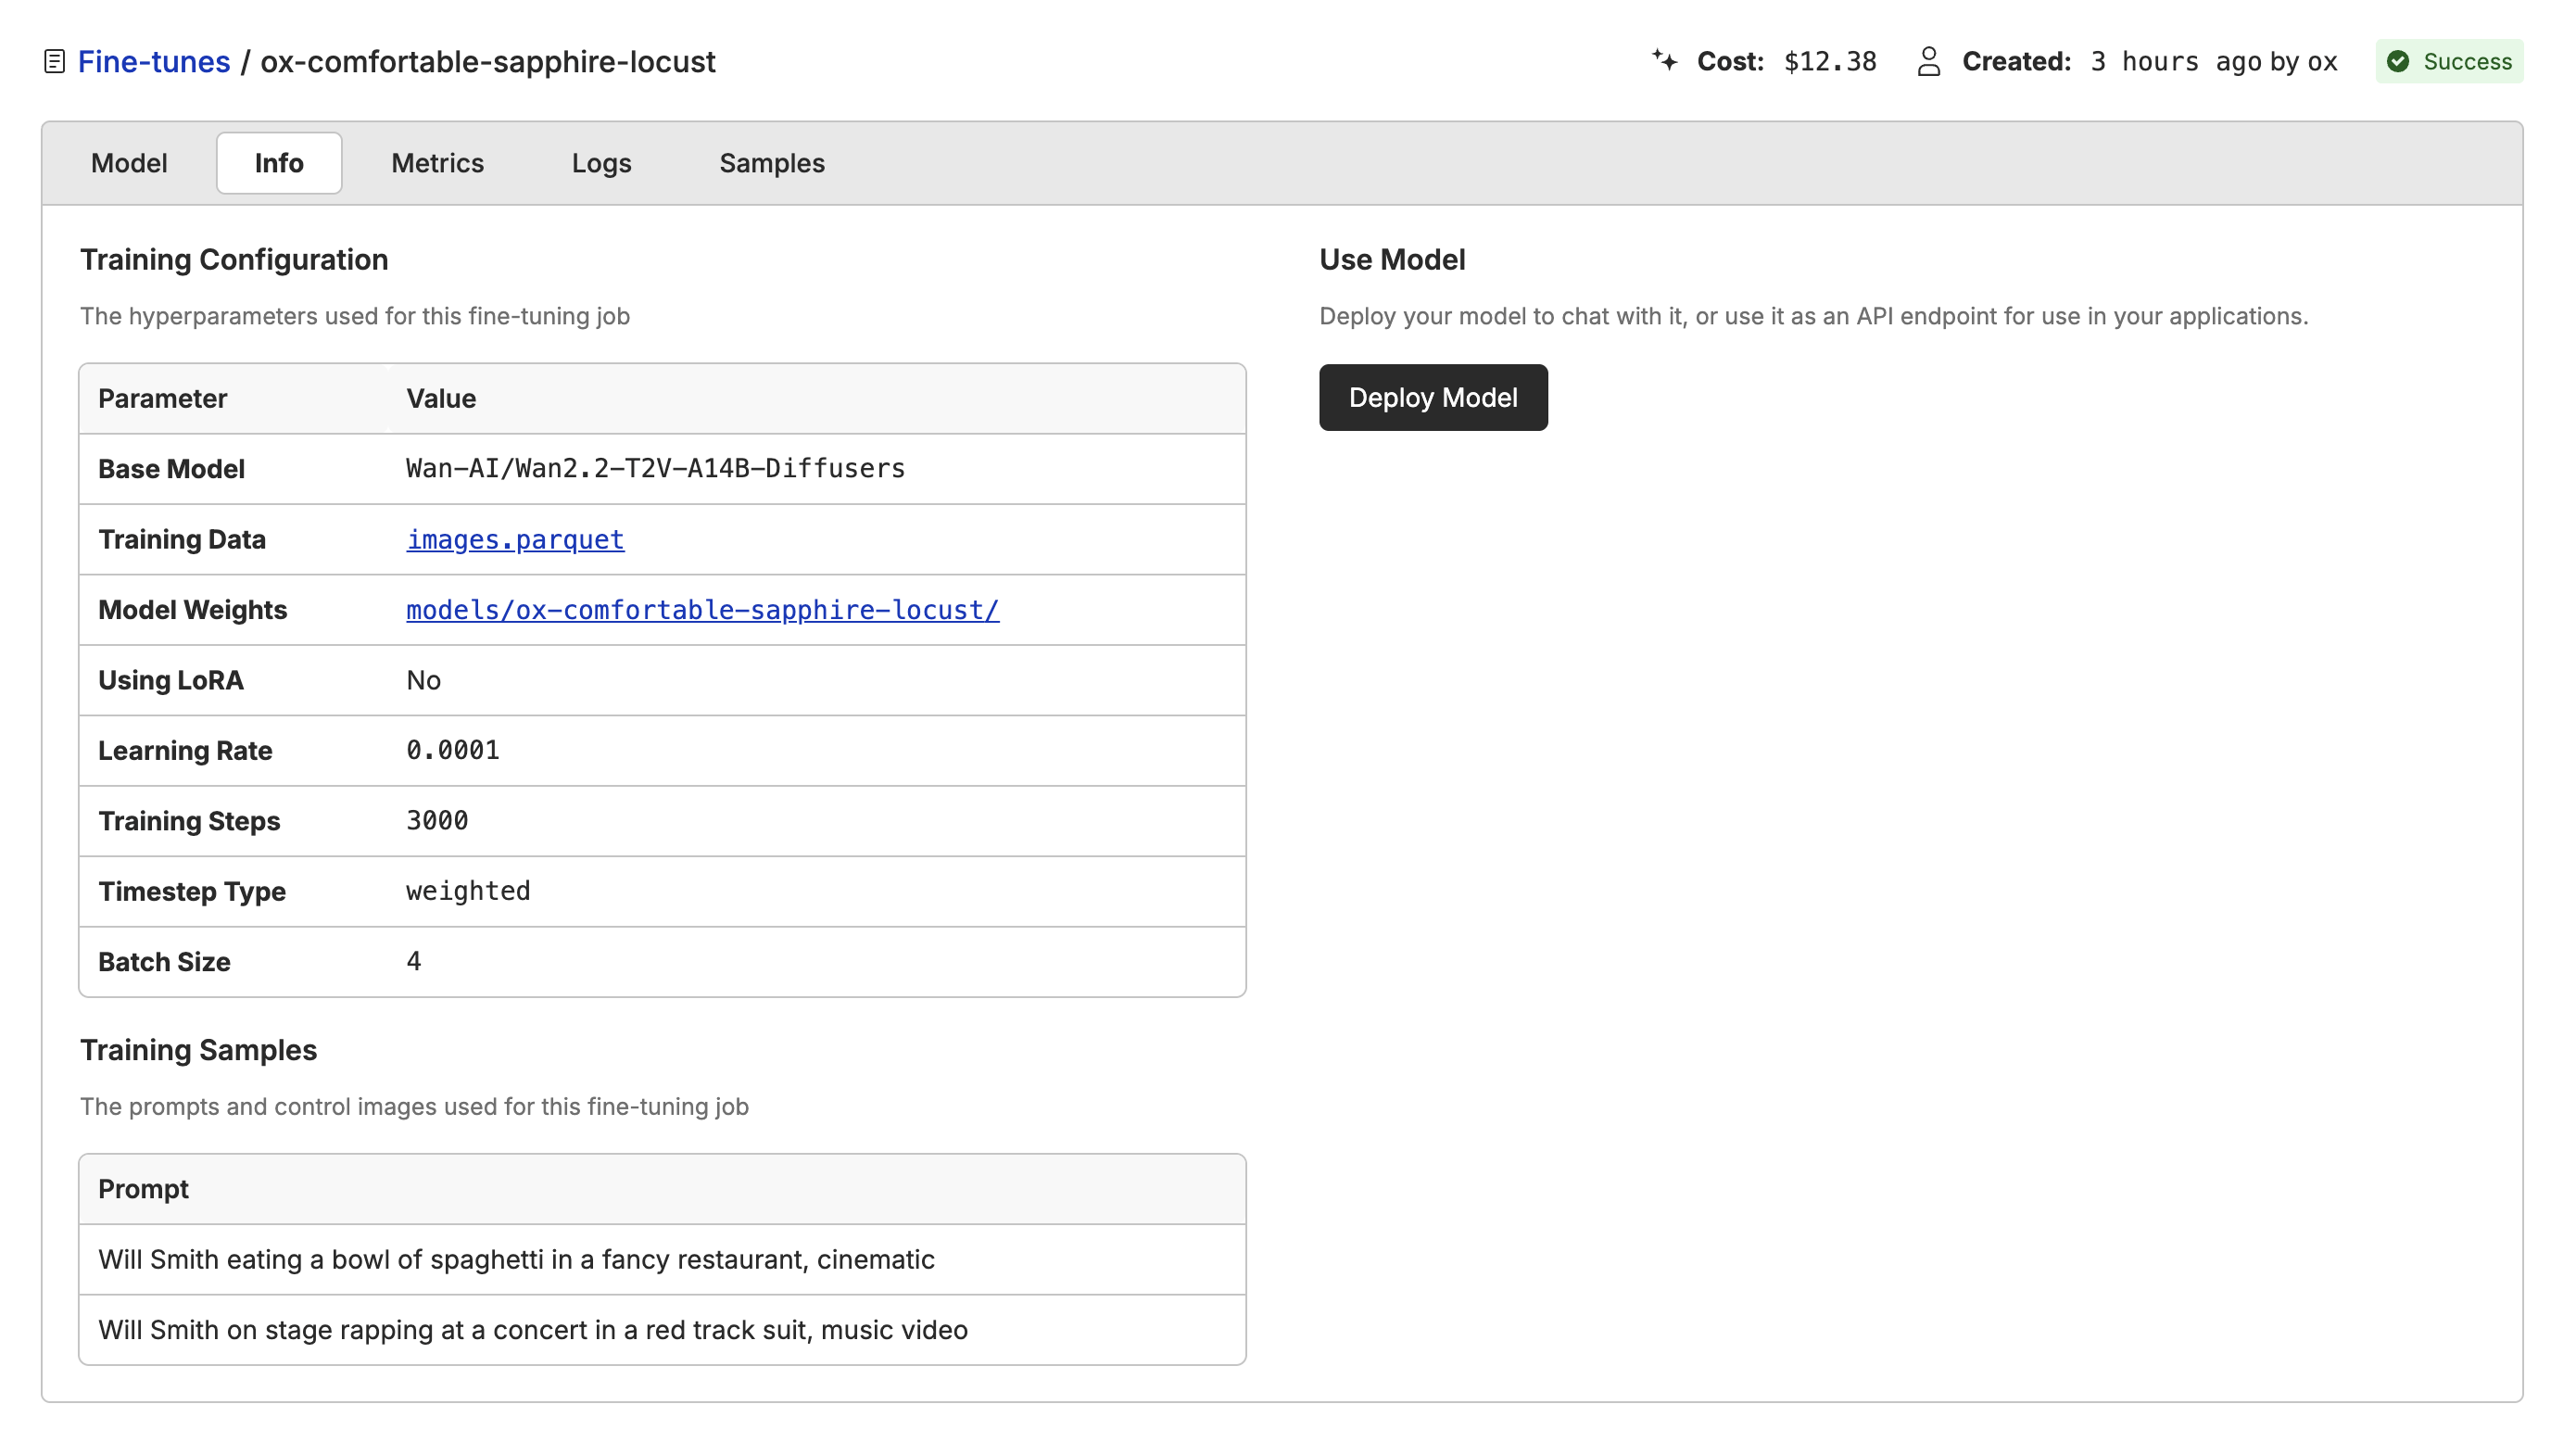 Fine-tunes / ox-comfortable-sapphire-locust Cost: $12.38 Created: 3 hours ago by ox Success
Model Info Metrics Logs Samples
Training Configuration
The hyperparameters used for this fine-tuning job
Parameter Value
Base Model Wan-AI/Wan2.2-T2V-A14B-Diffusers
Training Data images.parquet
Model Weights models/ox-comfortable-sapphire-locust/
Using LoRA No
Learning Rate 0.0001
Training Steps 3000
Timestep Type weighted
Batch Size 4
Training Samples
The prompts and control images used for this fine-tuning job
Prompt
Will Smith eating a bowl of spaghetti in a fancy restaurant, cinematic
Will Smith on stage rapping at a concert in a red track suit, music video
Use Model
Deploy your model to chat with it, or use it as an API endpoint for use in your applications.
Deploy Model